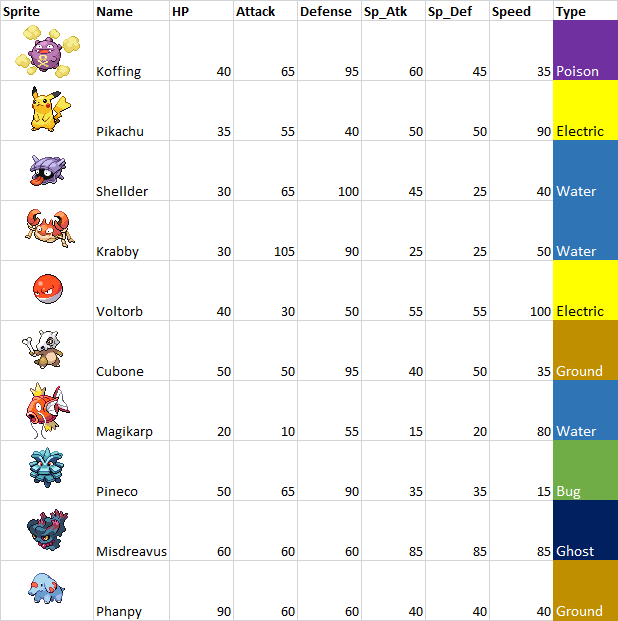 Sprite Name HP Attack Defense Sp_Atk Sp_Def Speed Type
Koffing 40 65 95 60 45 35 Poison
Pikachu 35 55 40 50 50 90 Electric
Shellder 30 65 100 45 25 40 Water
Krabby 30 105 90 25 25 50 Water
Voltorb 40 30 50 55 55 100 Electric
Cubone 50 50 95 40 50 35 Ground
Magikarp 20 10 55 15 20 80 Water
Pineco 50 65 90 35 35 15 Bug
Misdreavus 60 60 60 85 85 85 Ghost
Phanpy 90 60 60 40 40 40 Ground